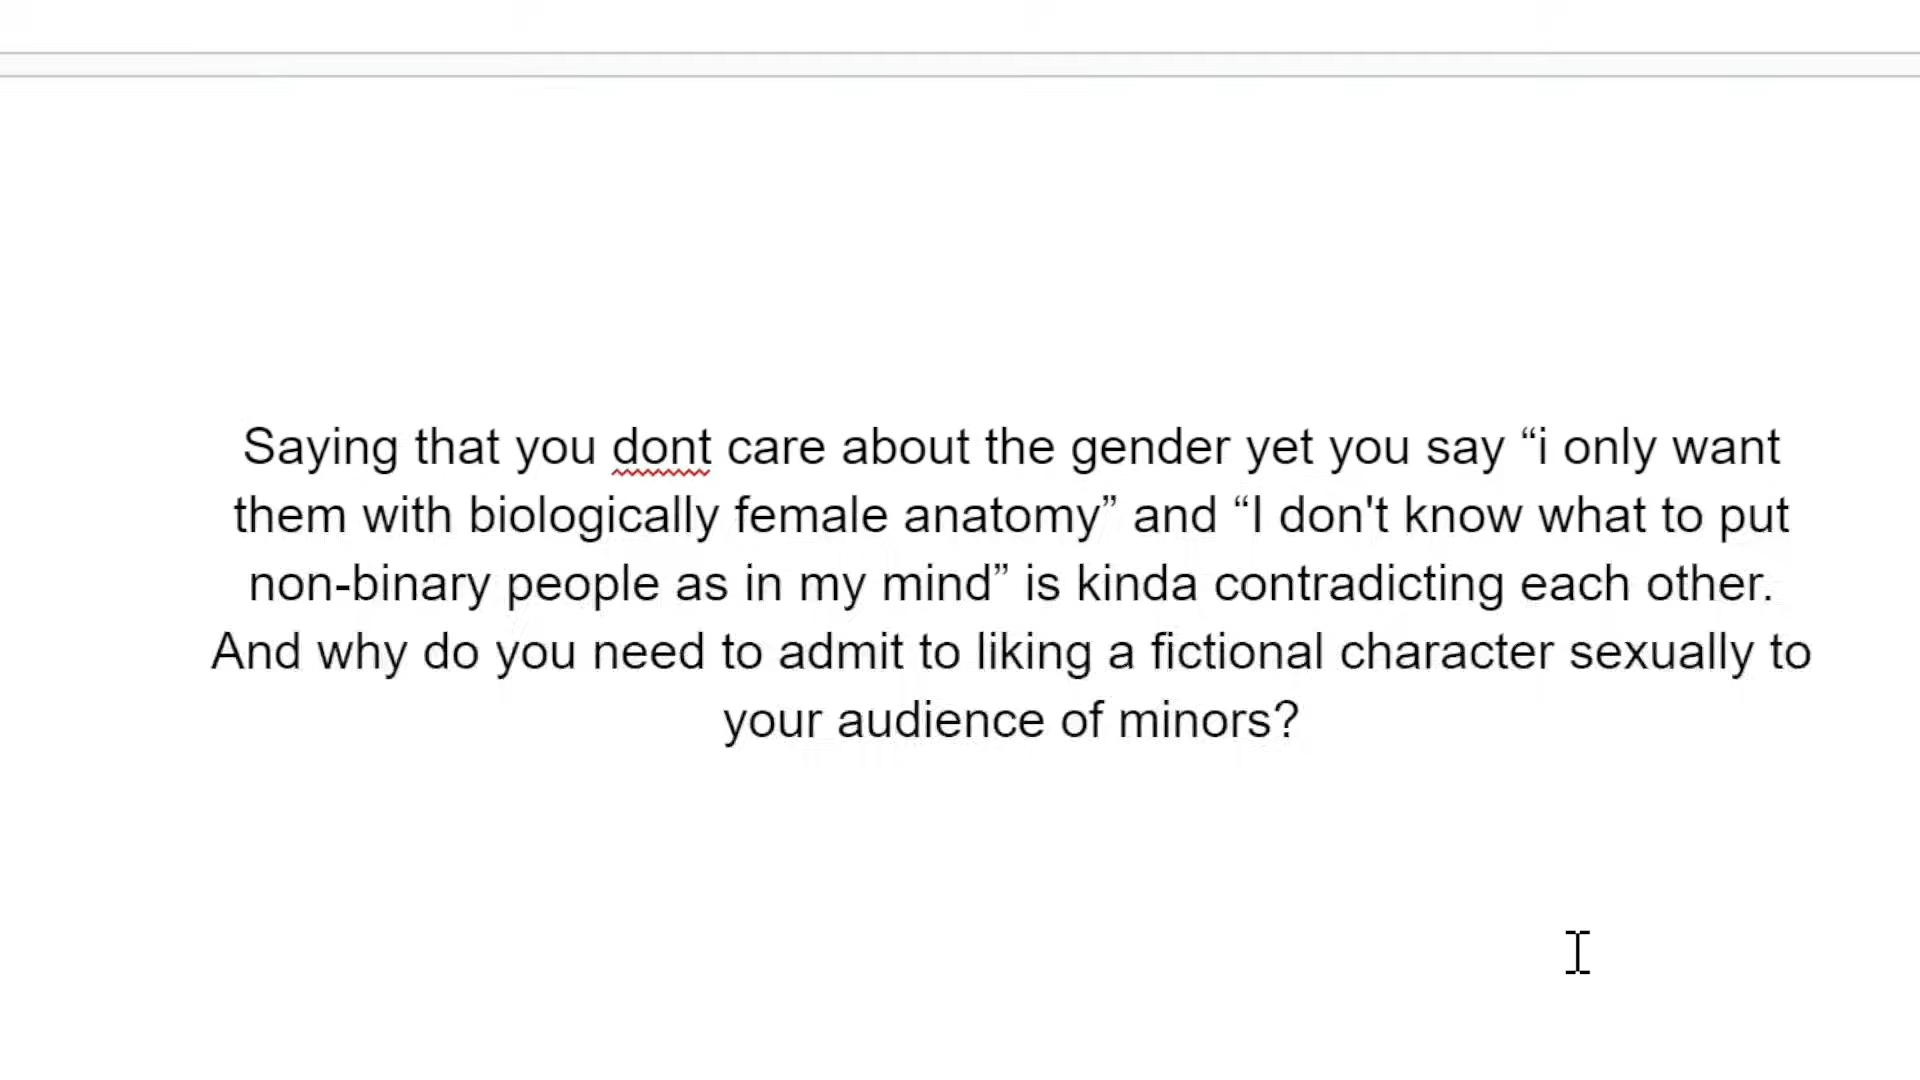 Saying that you dont care about the gender yet you say “i only want
them with biologically female anatomy” and “I don't know what to put
non-binary people as in my mind” is kinda contradicting each other.
And why do you need to admit to liking a fictional character sexually to
your audience of minors?